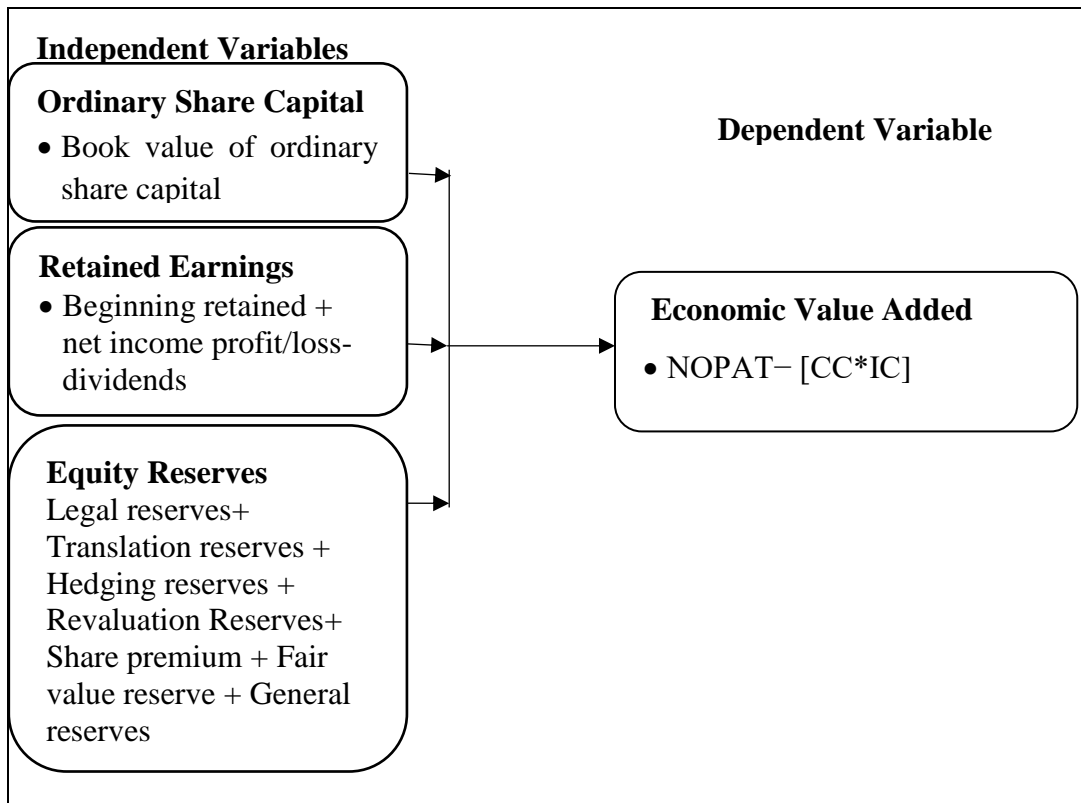 Independent Variables
Ordinary Share Capital
• Book value of ordinary
share capital
Dependent Variable
Retained Earnings
• Beginning retained +
net income profit/loss-
dividends
Economic Value Added
• NOPAT− [CC*IC]
Equity Reserves
Legal reserves+
Translation reserves +
Hedging reserves +
Revaluation Reserves+
Share premium + Fair
value reserve + General
reserves